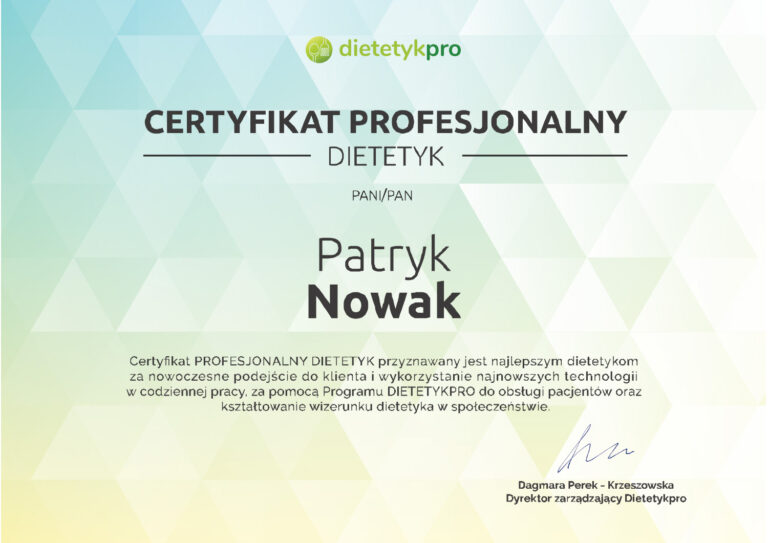 dietetykpro
CERTYFIKAT PROFESJONALNY
DIETETYK
PANI/PAN
Patryk
Nowak
Certyfikat PROFESJONALNY DIETETYK przyznawany jest najlepszym dietetykom
za nowoczesne podejście do klienta i wykorzystanie najnowszych technologii
w codziennej pracy, za pomocą Programu DIETETYKPRO do obsługi pacjentów oraz
kształtowanie wizerunku dietetyka w społeczeństwie.
Dagmara Perek - Krzeszowska
Dyrektor zarządzający Dietetykpro